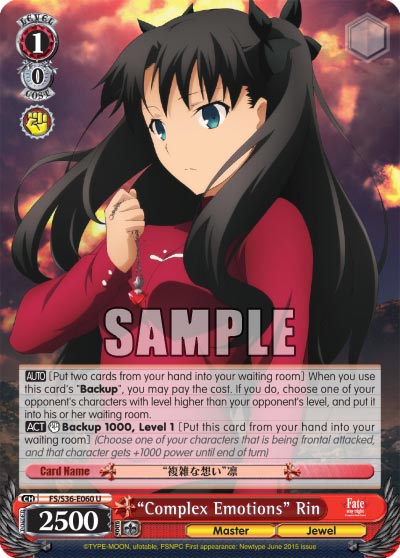 LEVEL
1
0
COST
SAMPLE
AUTO [Put two cards from your hand into your waiting room] When you use
this card's "Backup", you may pay the cost. If you do, choose one of your
opponent's characters with level higher than your opponent's level, and put it
into his or her waiting room.
ACT Backup 1000, Level 1 [Put this card from your hand into your
waiting room] (Choose one of your characters that is being frontal attacked,
and that character gets +1000 power until end of turn)
Card Name "複雑な想い"凛
CH FS/S36-E060 U
POWER 2500 SOUL "Complex Emotions" Rin Fate
stay night
Master Jewel
©TYPE-MOON, ufotable, FSNPC First appearance: Newtype June 2015 issue